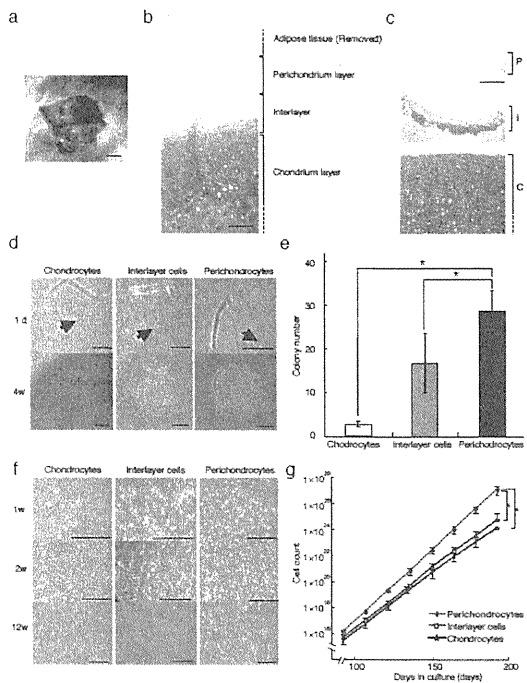 a
b
c
Adipose tissue (Removed)
Perichondrium layer
Interlayer
Chondrium layer
P
I
C
d
Chondrocytes
Interlayer cells
Perichondrocytes
1 d
4w
e
Colony number
40
30
20
10
0
*
*
Chodrocytes
Interlayer cells
Perichodrocytes
f
Chondrocytes
Interlayer cells
Perichondrocytes
1w
2w
12w
g
Cell count
Perichondrocytes
Interlayer cells
Chondrocytes
100
150
200
Days in culture (days)